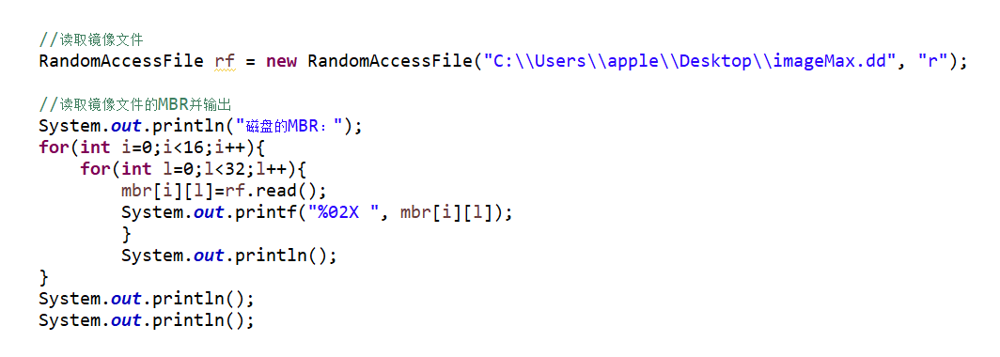 //读取镜像文件
RandomAccessFile rf = new RandomAccessFile("C:\\Users\\apple\\Desktop\\imageMax.dd", "r");
//读取镜像文件的MBR并输出
System.out.println("磁盘的MBR：");
for(int i=0;i<16;i++){
    for(int l=0;l<32;l++){
        mbr[i][l]=rf.read();
        System.out.printf("%02X ", mbr[i][l]);
        }
        System.out.println();
}
System.out.println();
System.out.println();